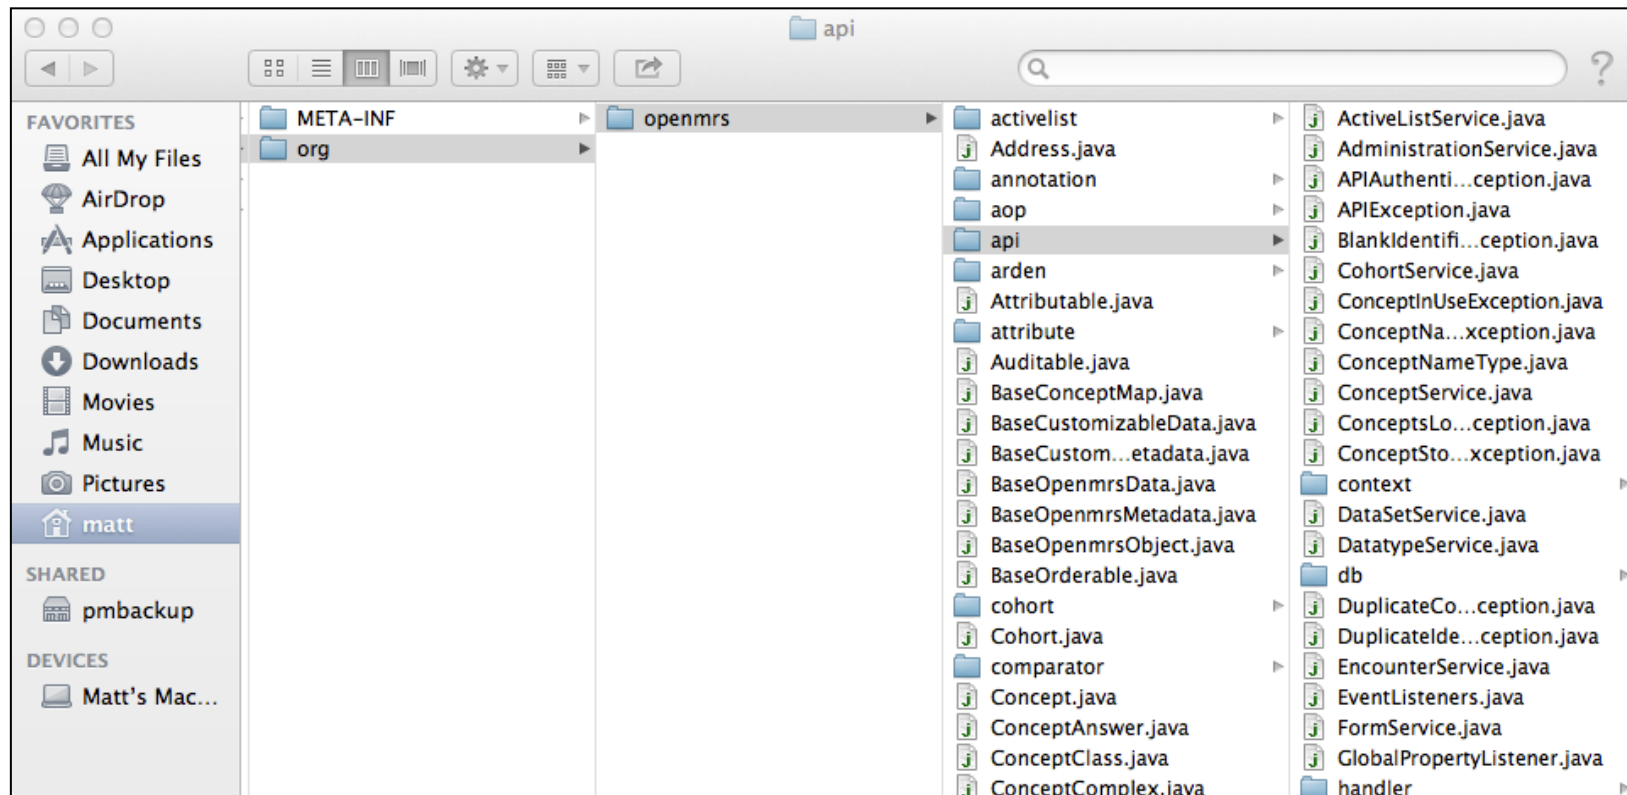 api
FAVORITES
All My Files
AirDrop
Applications
Desktop
Documents
Downloads
Movies
Music
Pictures
matt
SHARED
pmbackup
DEVICES
Matt's Mac...
META-INF
org
openmrs
activelist
Address.java
annotation
aop
api
arden
Attributable.java
attribute
Auditable.java
BaseConceptMap.java
BaseCustomizableData.java
BaseCustom...etadata.java
BaseOpenmrsData.java
BaseOpenmrsMetadata.java
BaseOpenmrsObject.java
BaseOrderable.java
cohort
Cohort.java
comparator
Concept.java
ConceptAnswer.java
ConceptClass.java
ConceptComplex.java
ActiveListService.java
AdministrationService.java
APIAuthenti...ception.java
APIException.java
BlankIdentifi...ception.java
CohortService.java
ConceptInUseException.java
ConceptNa...xception.java
ConceptNameType.java
ConceptService.java
ConceptsLo...ception.java
ConceptSto...xception.java
context
DataSetService.java
DatatypeService.java
db
DuplicateCo...ception.java
DuplicateIde...ception.java
EncounterService.java
EventListeners.java
FormService.java
GlobalPropertyListener.java
handler